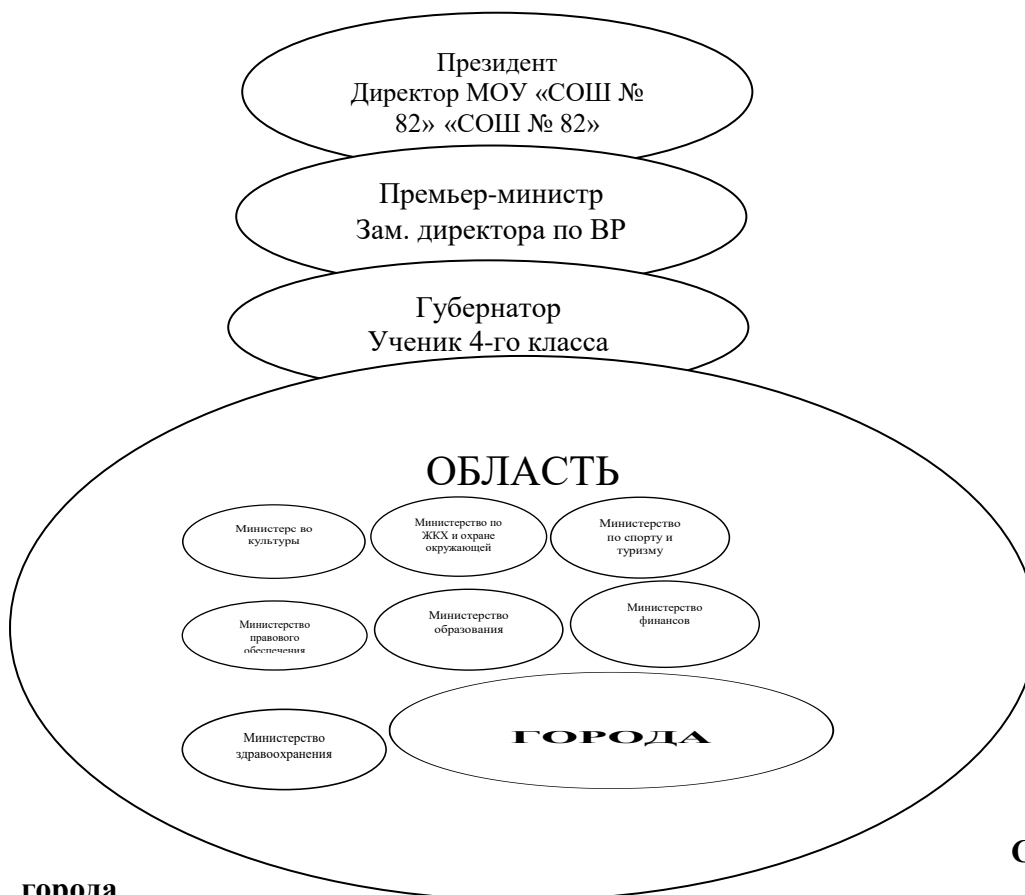 Президент
Директор МОУ «СОШ №
82» «СОШ № 82»
Премьер-министр
Зам. директора по ВР
Губернатор
Ученик 4-го класса
ОБЛАСТЬ
Министерс во
культуры
Министерство по
ЖКХ и охране
окружающей
Министерство
по спорту и
туризму
Министерство
правового
обеспечения
Министерство
образования
Министерство
финансов
Министерство
здравоохранения
ГОРОДА
города